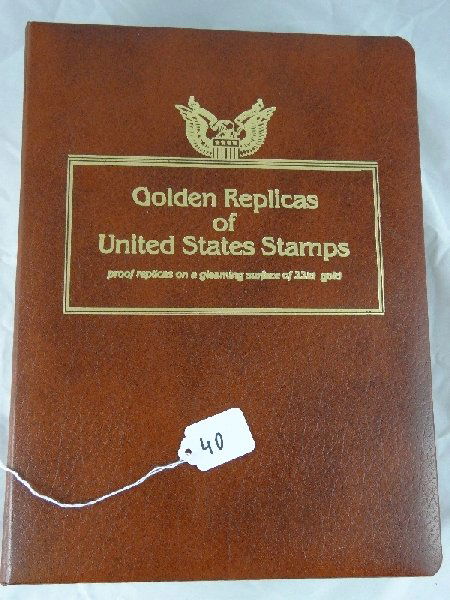 Golden Replicas
of
United States Stamps
proof replicas on a gleaming surface of 22kt gold
40